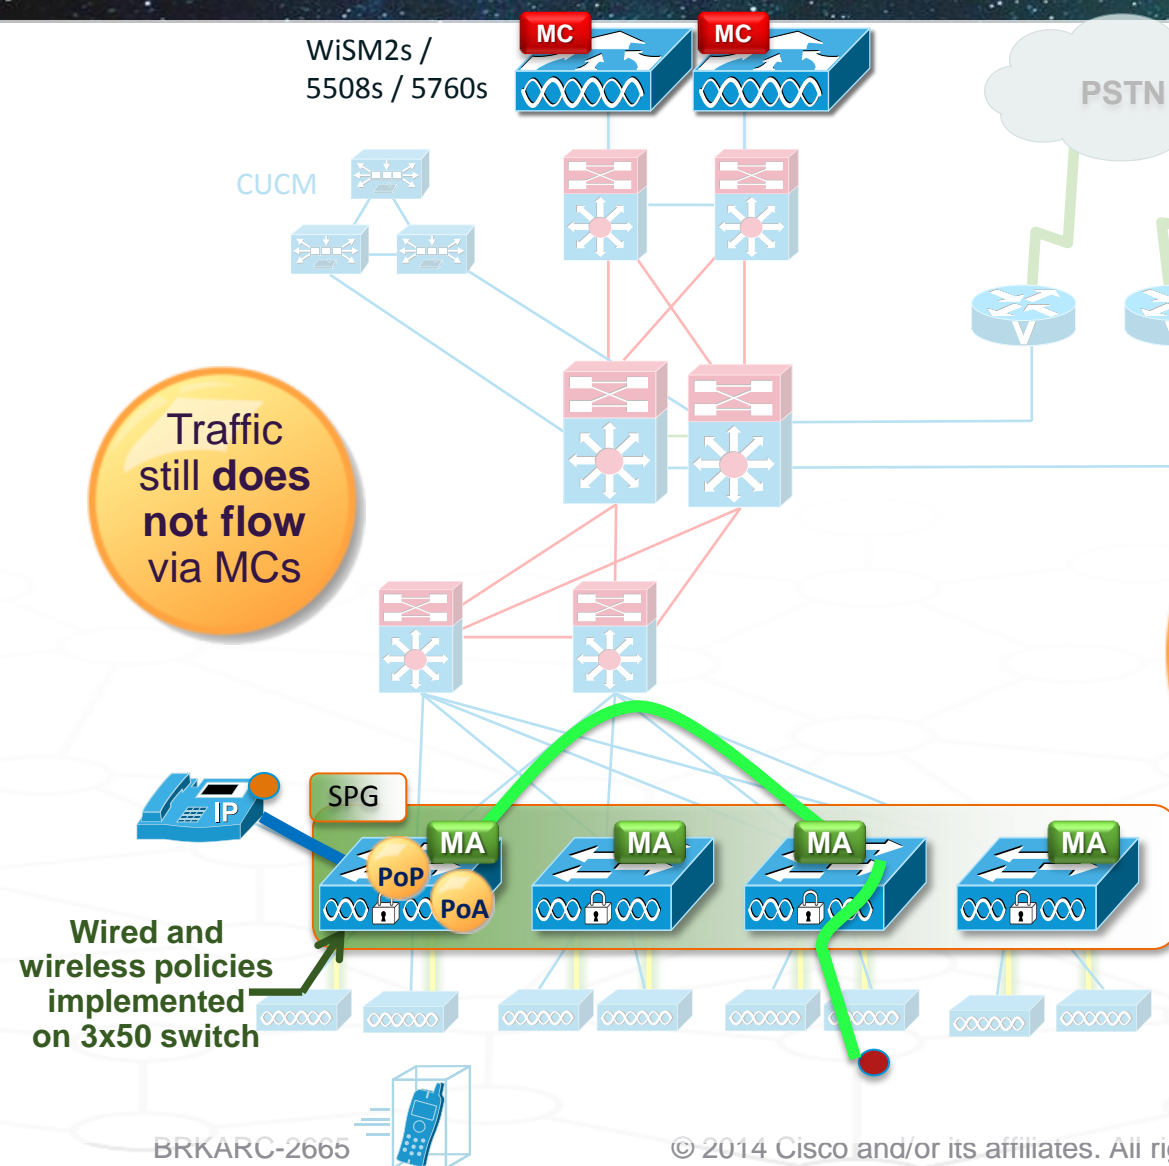 WiSM2s /
5508s / 5760s
MC
MC
PSTN
CUCM
V
Traffic
still does
not flow
via MCs
SPG
IP
MA
MA
MA
MA
PoP
PoA
Wired and
wireless policies
implemented
on 3x50 switch
BRKARC-2665
© 2014 Cisco and/or its affiliates. All